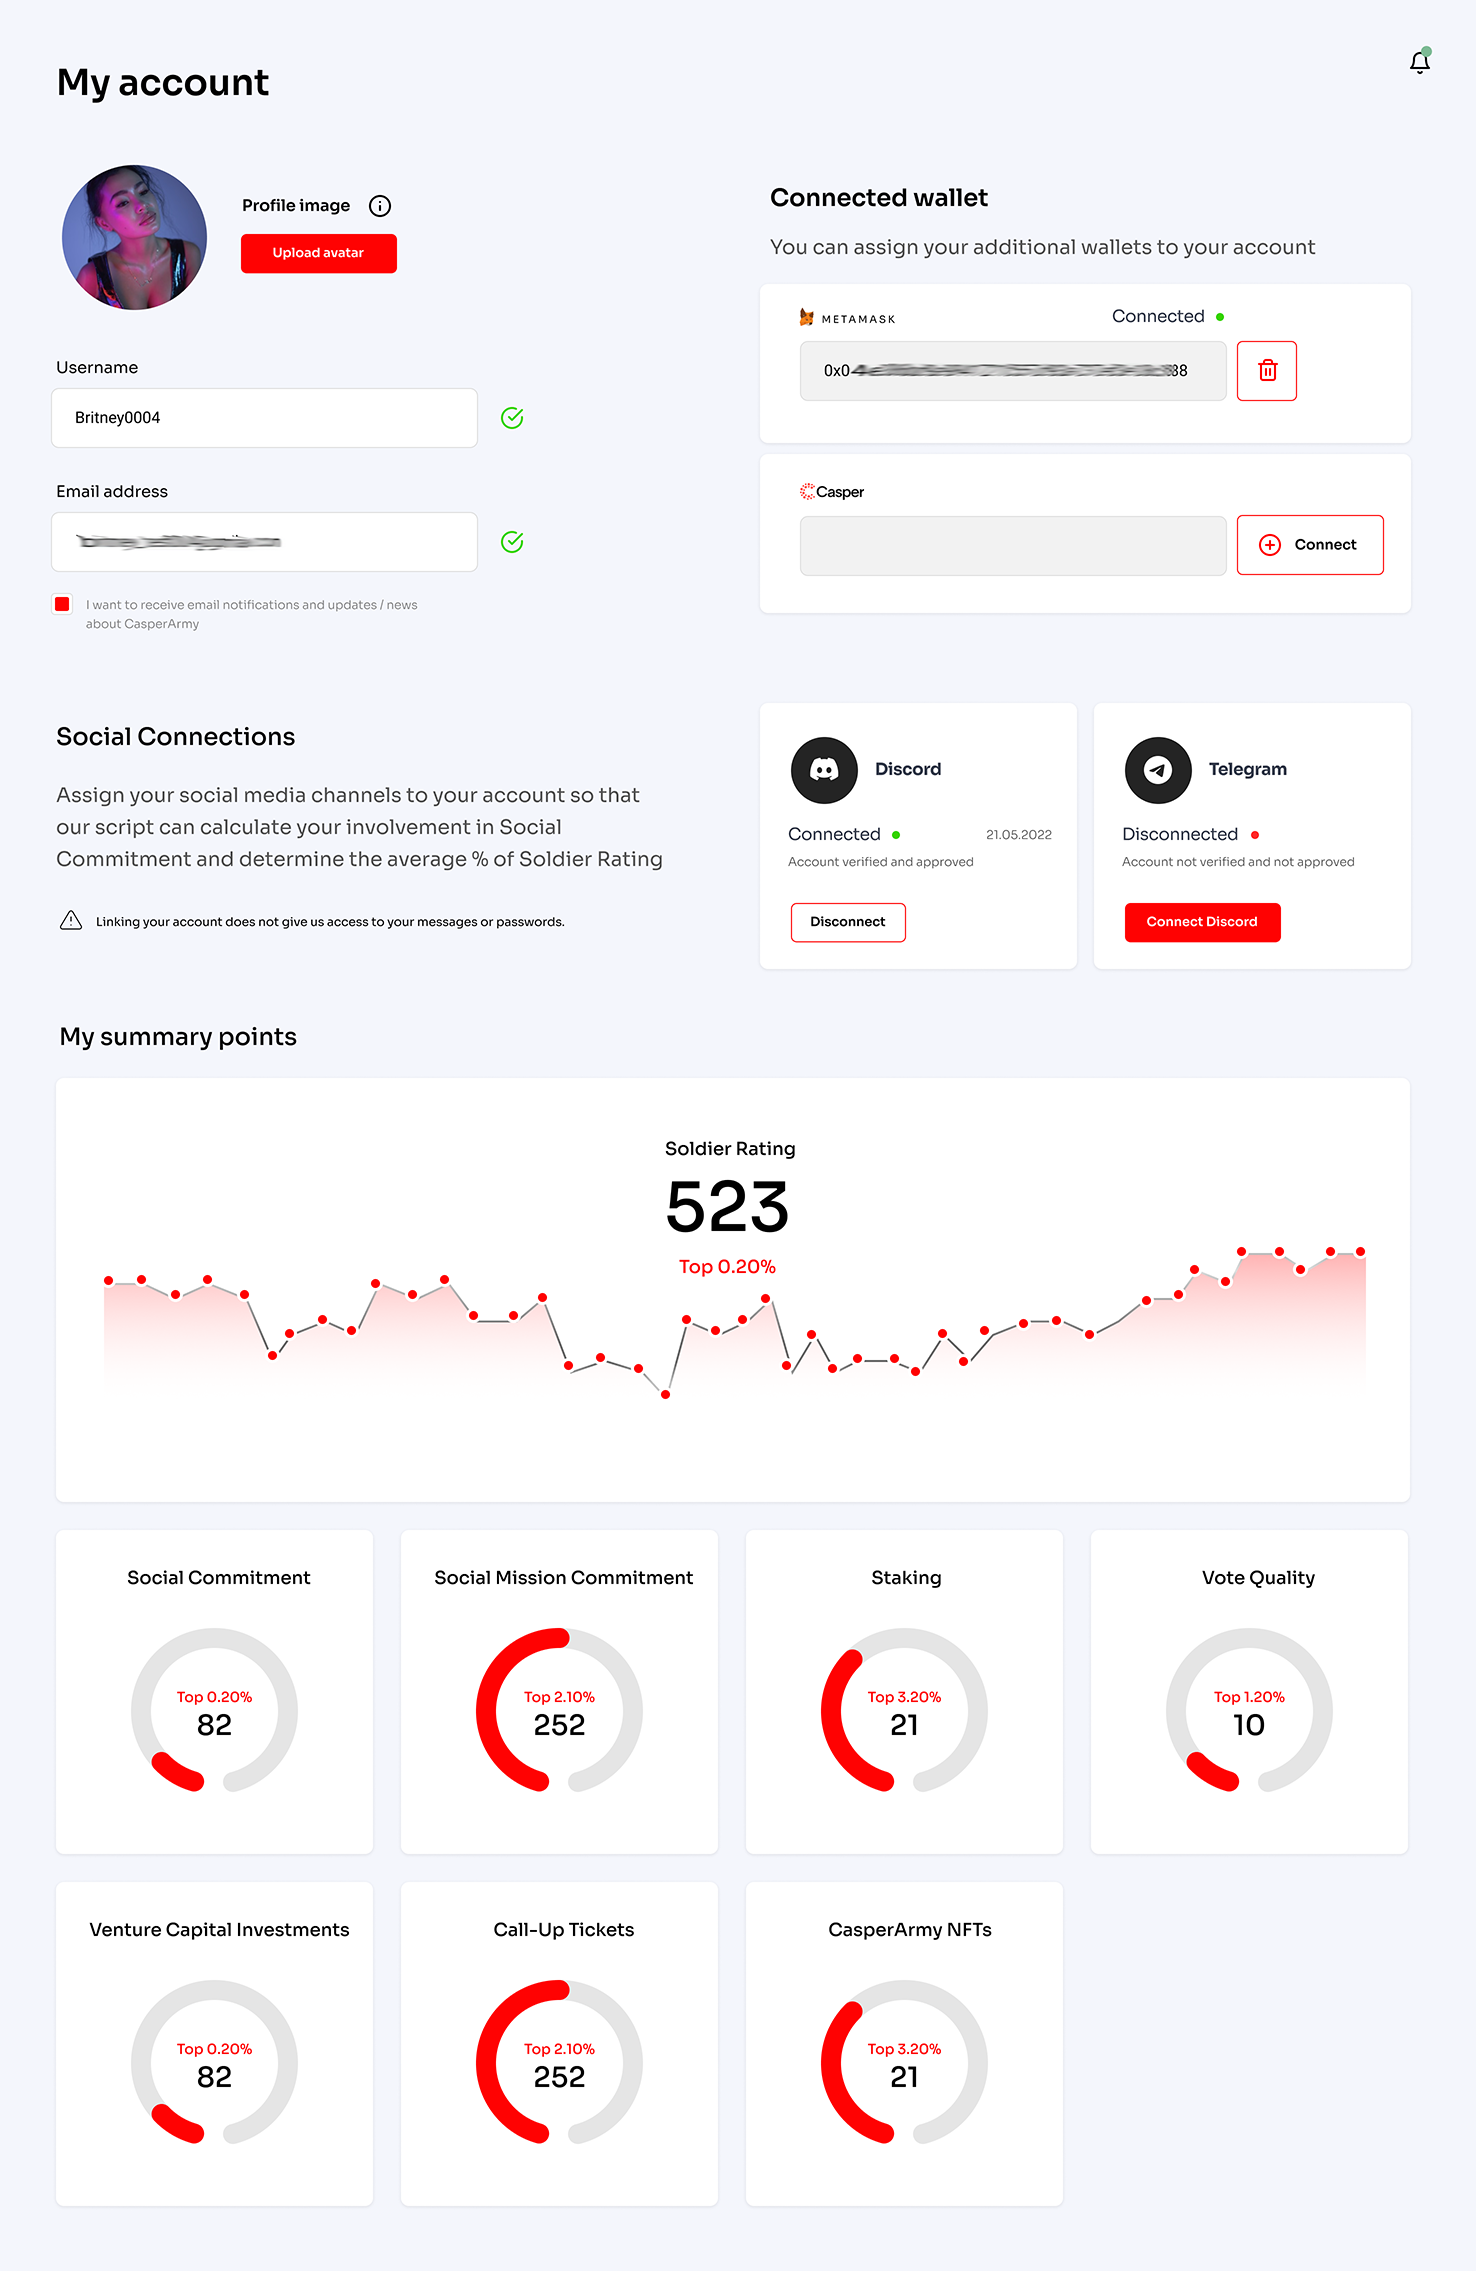 My account
Profile image
Upload avatar
Username
Britney0004
Email address
I want to receive email notifications and updates / news
about CasperArmy
Connected wallet
You can assign your additional wallets to your account
METAMASK
Connected
0x0
88
Casper
Connect
Social Connections
Assign your social media channels to your account so that
our script can calculate your involvement in Social
Commitment and determine the average % of Soldier Rating
Linking your account does not give us access to your messages or passwords.
Discord
Connected
21.05.2022
Account verified and approved
Disconnect
Telegram
Disconnected
Account not verified and not approved
Connect Discord
My summary points
Soldier Rating
523
Top 0.20%
Social Commitment
Top 0.20%
82
Social Mission Commitment
Top 2.10%
252
Staking
Top 3.20%
21
Vote Quality
Top 1.20%
10
Venture Capital Investments
Top 0.20%
82
Call-Up Tickets
Top 2.10%
252
CasperArmy NFTs
Top 3.20%
21